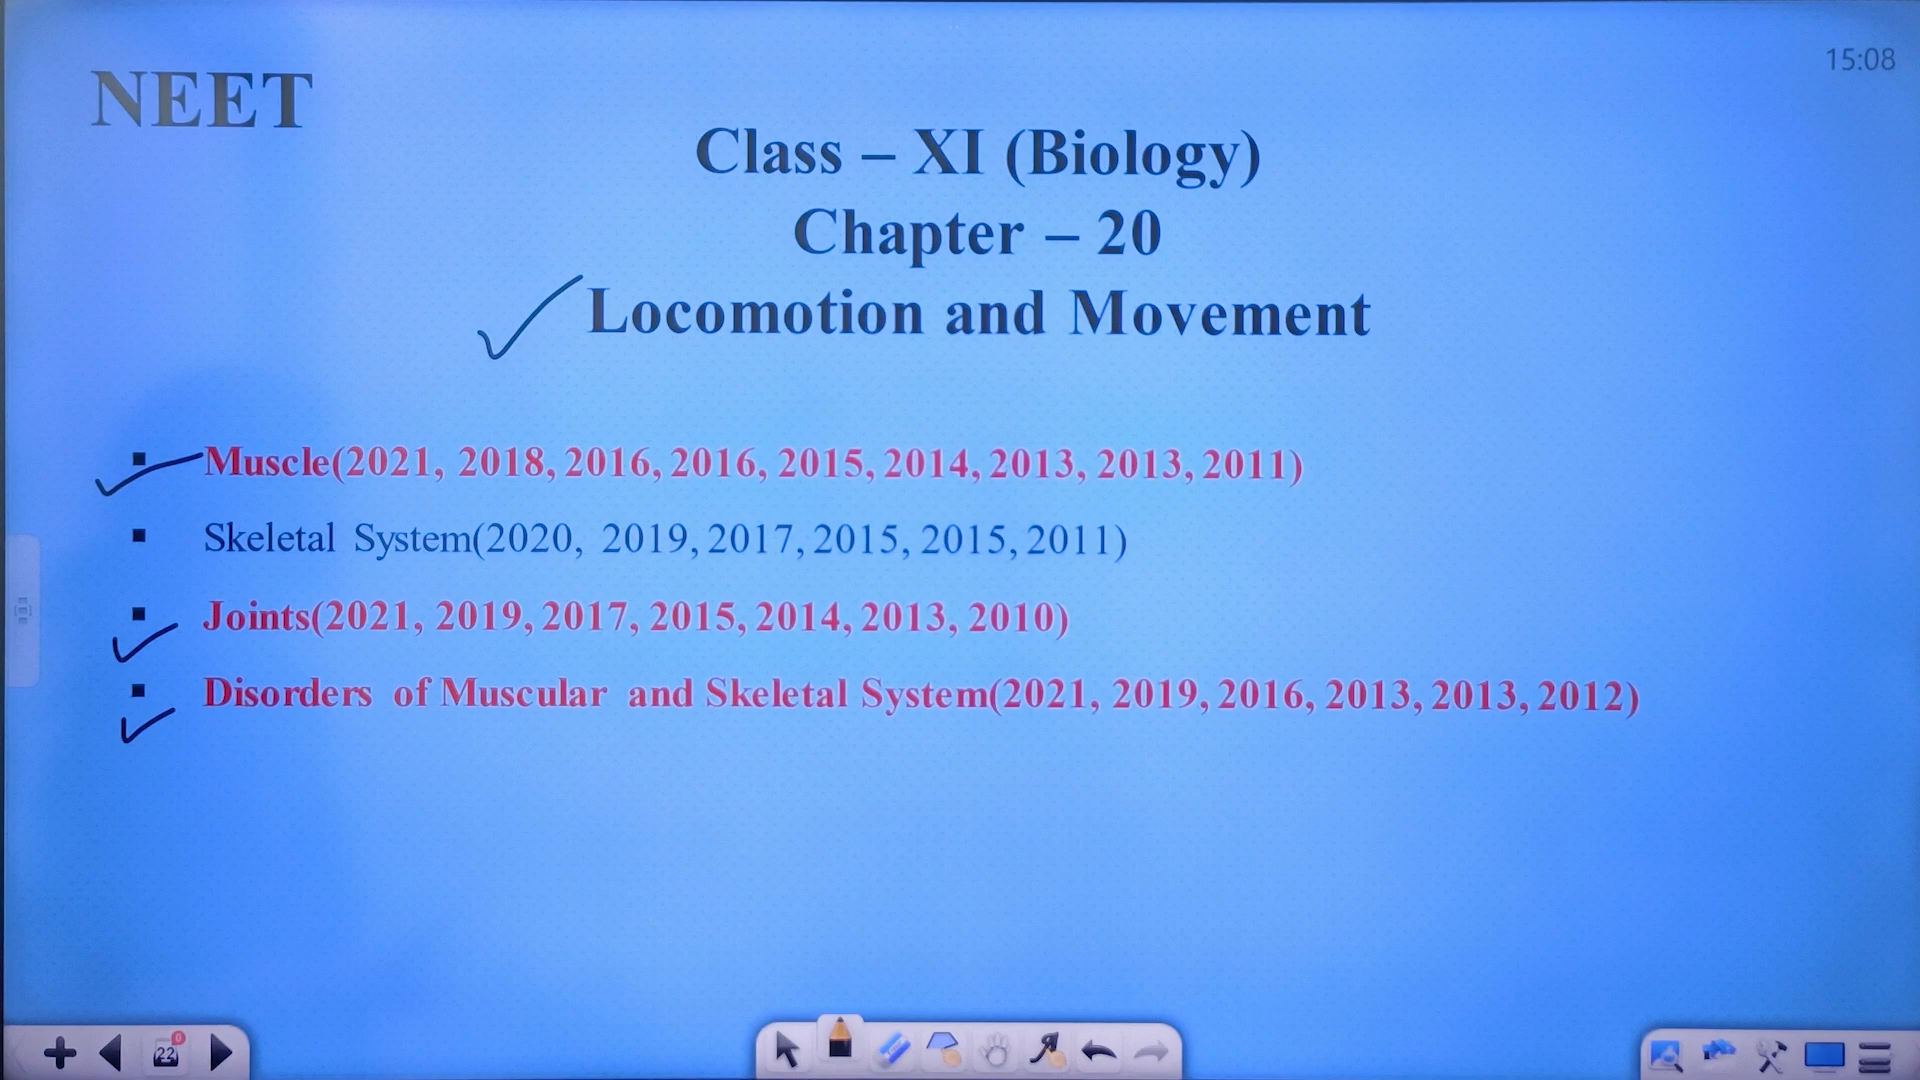 NEET
15:08
Class – XI (Biology)
Chapter – 20
Locomotion and Movement
▪ Muscle(2021, 2018, 2016, 2016, 2015, 2014, 2013, 2013, 2011)
▪ Skeletal System(2020, 2019, 2017, 2015, 2015, 2011)
▪ Joints(2021, 2019, 2017, 2015, 2014, 2013, 2010)
▪ Disorders of Muscular and Skeletal System(2021, 2019, 2016, 2013, 2013, 2012)
22
0